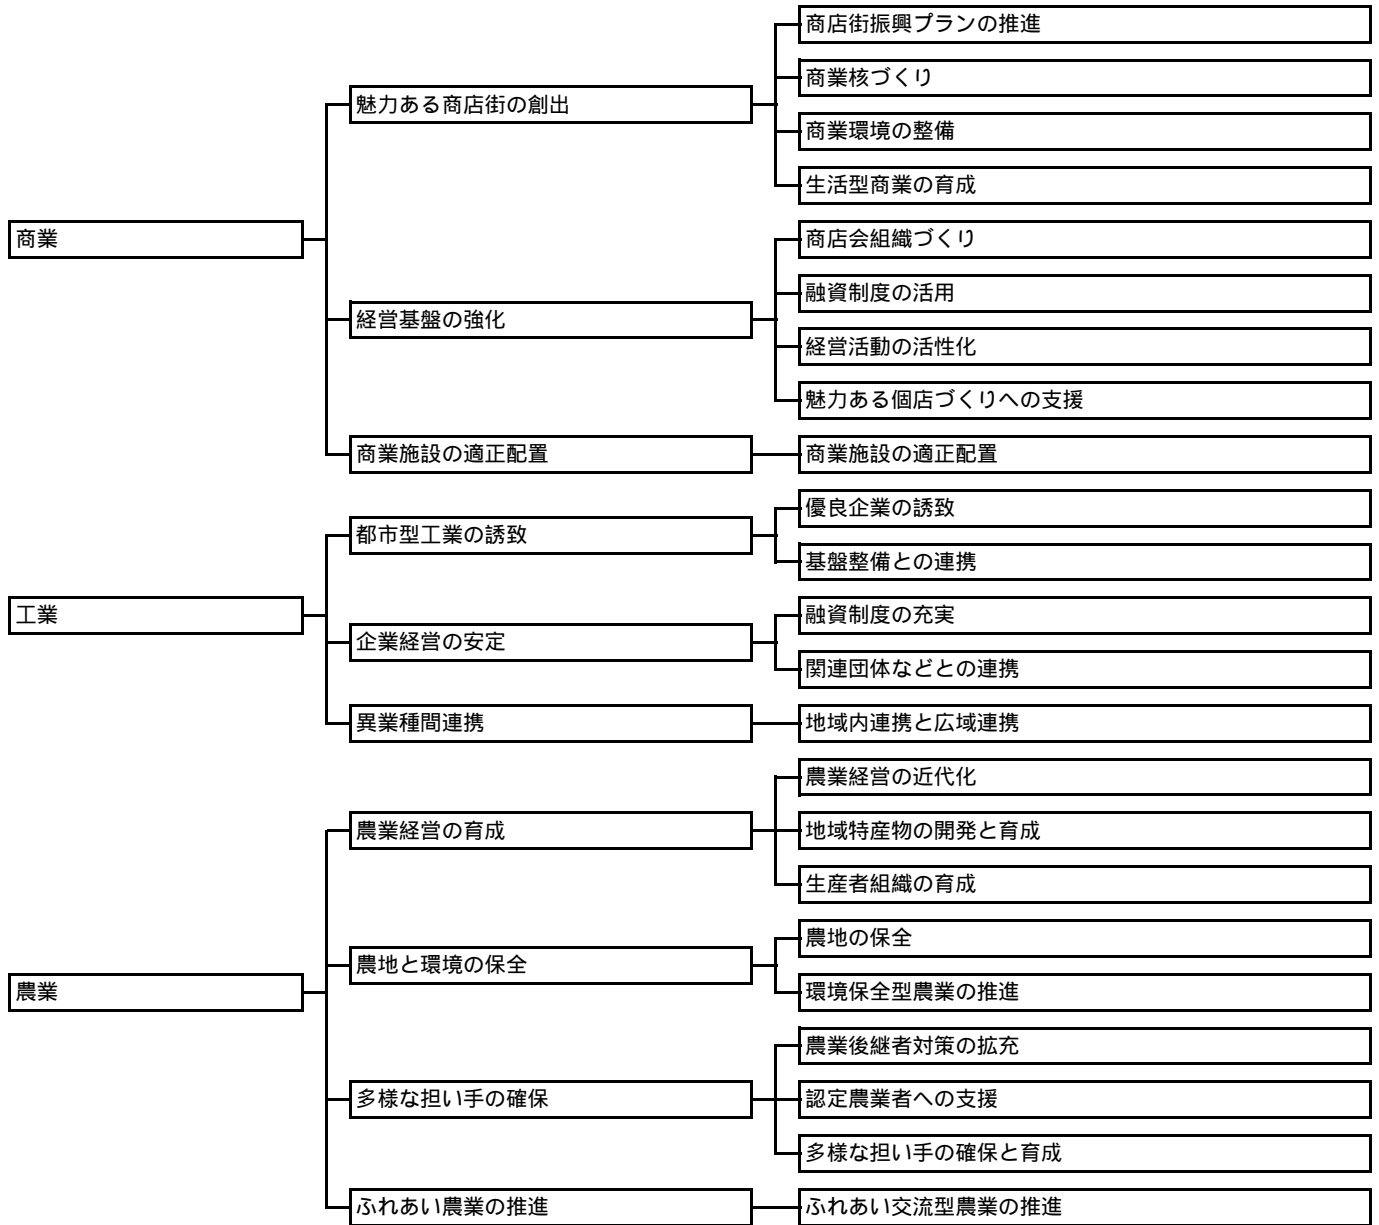 商業
魅力ある商店街の創出
商店街振興プランの推進
商業核づくり
商業環境の整備
生活型商業の育成
経営基盤の強化
商店会組織づくり
融資制度の活用
経営活動の活性化
魅力ある個店づくりへの支援
商業施設の適正配置
商業施設の適正配置
工業
都市型工業の誘致
優良企業の誘致
基盤整備との連携
企業経営の安定
融資制度の充実
関連団体などとの連携
異業種間連携
地域内連携と広域連携
農業
農業経営の育成
農業経営の近代化
地域特産物の開発と育成
生産者組織の育成
農地と環境の保全
農地の保全
環境保全型農業の推進
多様な担い手の確保
農業後継者対策の拡充
認定農業者への支援
多様な担い手の確保と育成
ふれあい農業の推進
ふれあい交流型農業の推進